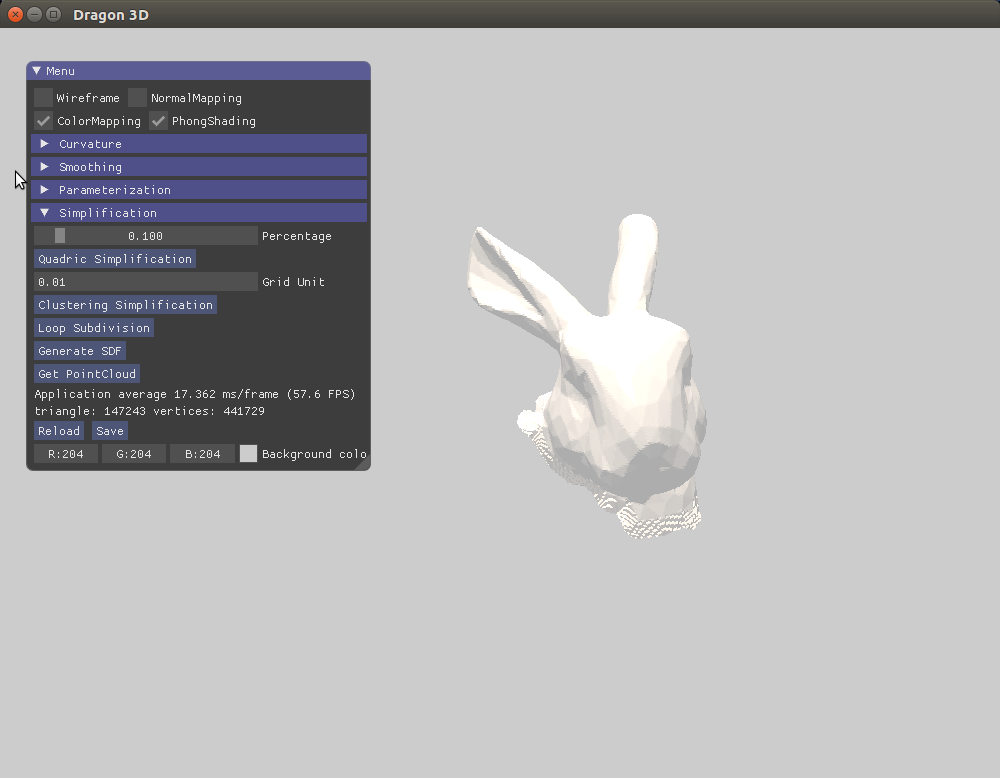 Dragon 3D
Menu
Wireframe NormalMapping
ColorMapping PhongShading
Curvature
Smoothing
Parameterization
Simplification
0.100 Percentage
Quadric Simplification
0.01 Grid Unit
Clustering Simplification
Loop Subdivision
Generate SDF
Get PointCloud
Application average 17.362 ms/frame (57.6 FPS)
triangle: 147243 vertices: 441729
Reload Save
R:204 G:204 B:204 Background colo